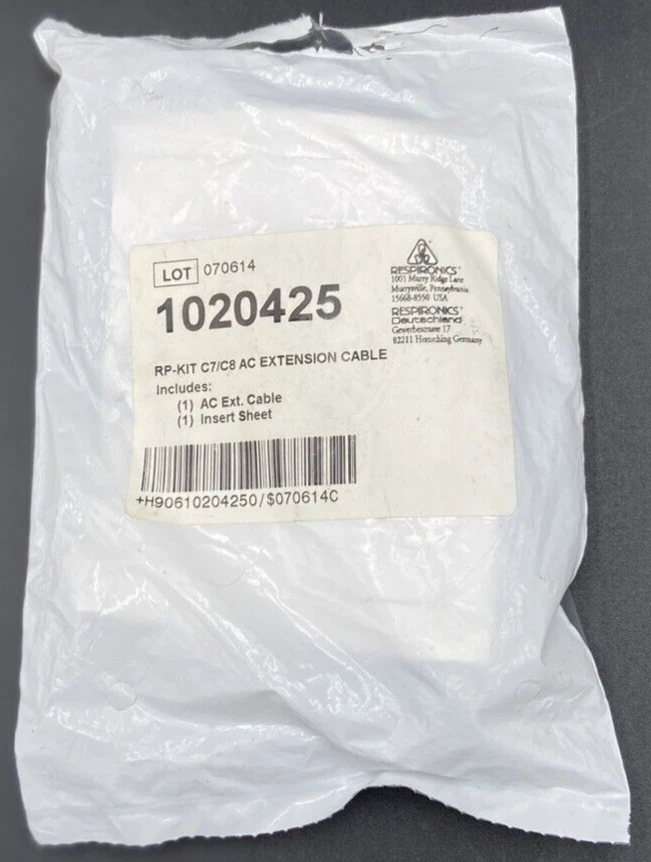 LOT 070614
1020425
RP-KIT C7/C8 AC EXTENSION CABLE
Includes:
(1) AC Ext. Cable
(1) Insert Sheet
+H90610204250/$070614C
RESPIRONICS®
1001 Murry Ridge Lane
Murrysville, Pennsylvania
15668-8550 USA
RESPIRONICS®
Deutschland
Gewerbestrasse 17
82211 Herrsching Germany